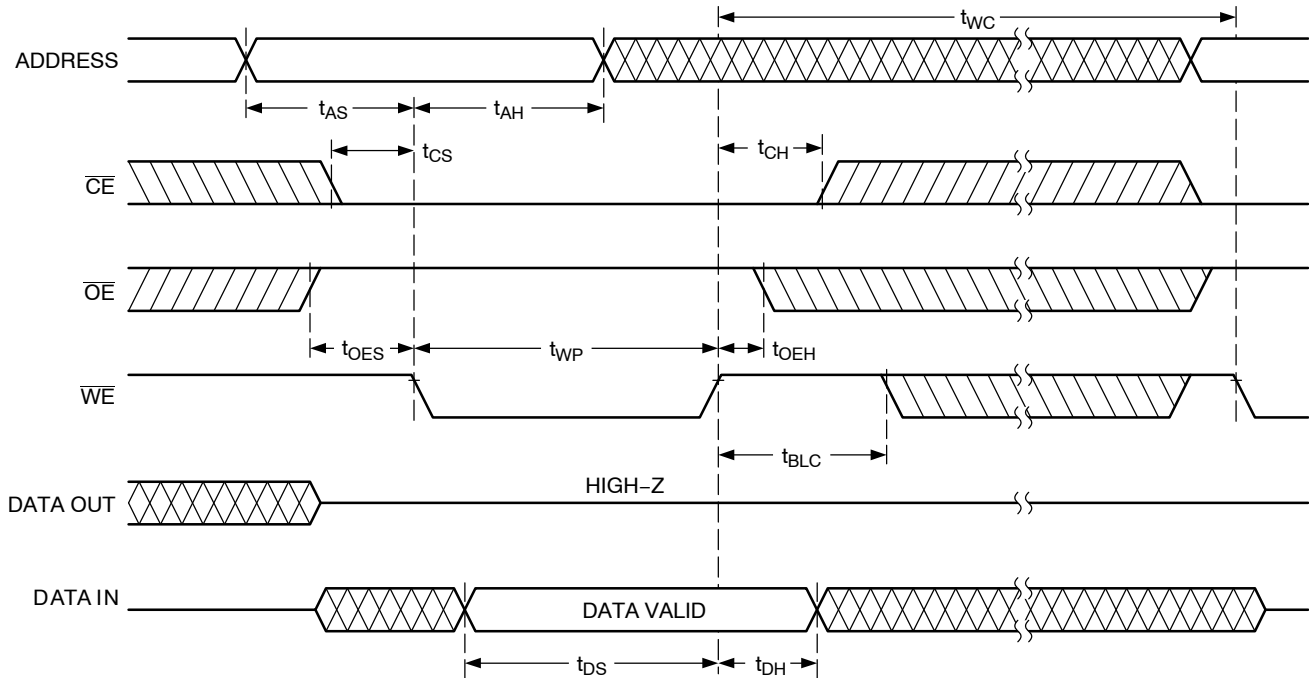 tWC
ADDRESS
tAS
tAH
tCS
tCH
CE
OE
tOES
tWP
tOEH
WE
tBLC
HIGH–Z
DATA OUT
DATA IN
DATA VALID
tDS
tDH